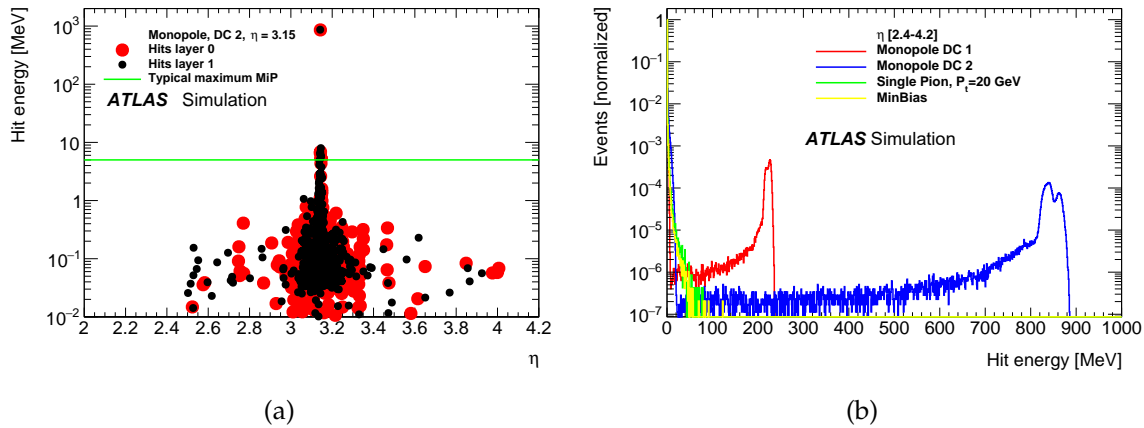 Hit energy [MeV]
10³
10²
10
1
10⁻¹
10⁻²
Monopole, DC 2, η = 3.15
Hits layer 0
Hits layer 1
Typical maximum MiP
ATLAS Simulation
2 2.2 2.4 2.6 2.8 3 3.2 3.4 3.6 3.8 4 4.2
η
(a)
Events [normalized]
1
10⁻¹
10⁻²
10⁻³
10⁻⁴
10⁻⁵
10⁻⁶
10⁻⁷
η [2.4-4.2]
Monopole DC 1
Monopole DC 2
Single Pion, Pₜ=20 GeV
MinBias
ATLAS Simulation
0 100 200 300 400 500 600 700 800 900 1000
Hit energy [MeV]
(b)